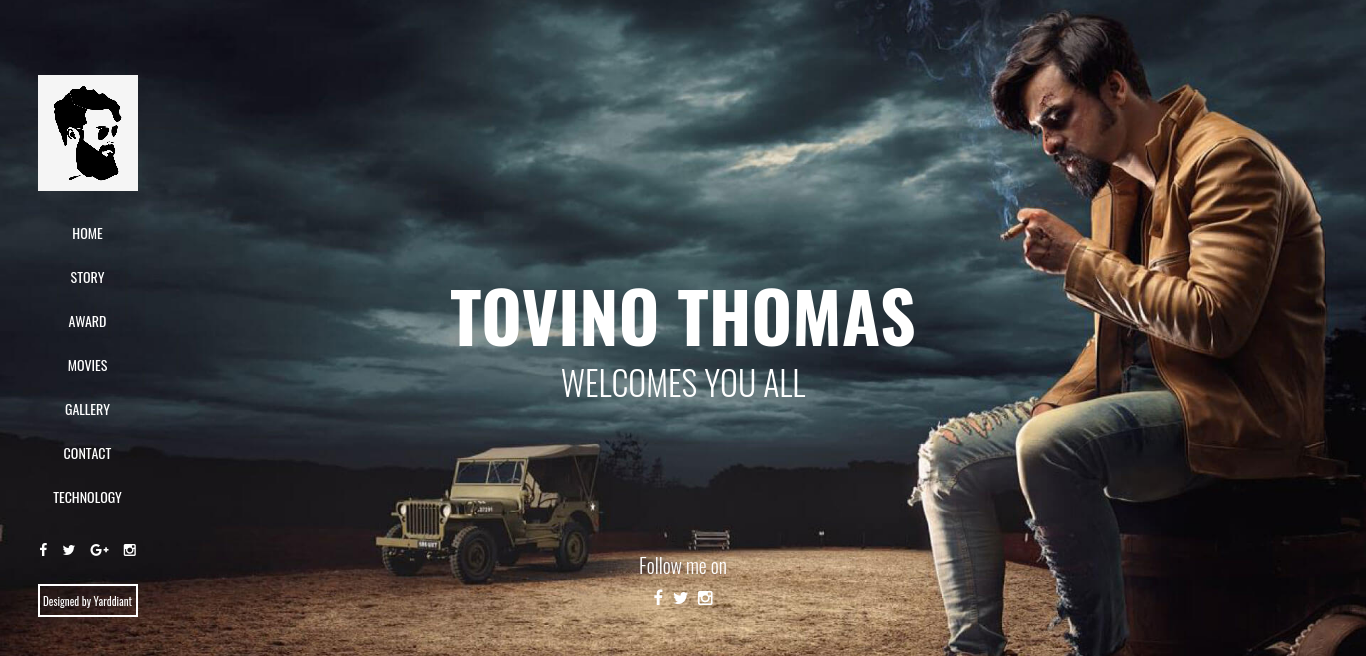 HOME
STORY
AWARD
MOVIES
GALLERY
CONTACT
TECHNOLOGY
Designed by Yarddiant
TOVINO THOMAS
WELCOMES YOU ALL
Follow me on